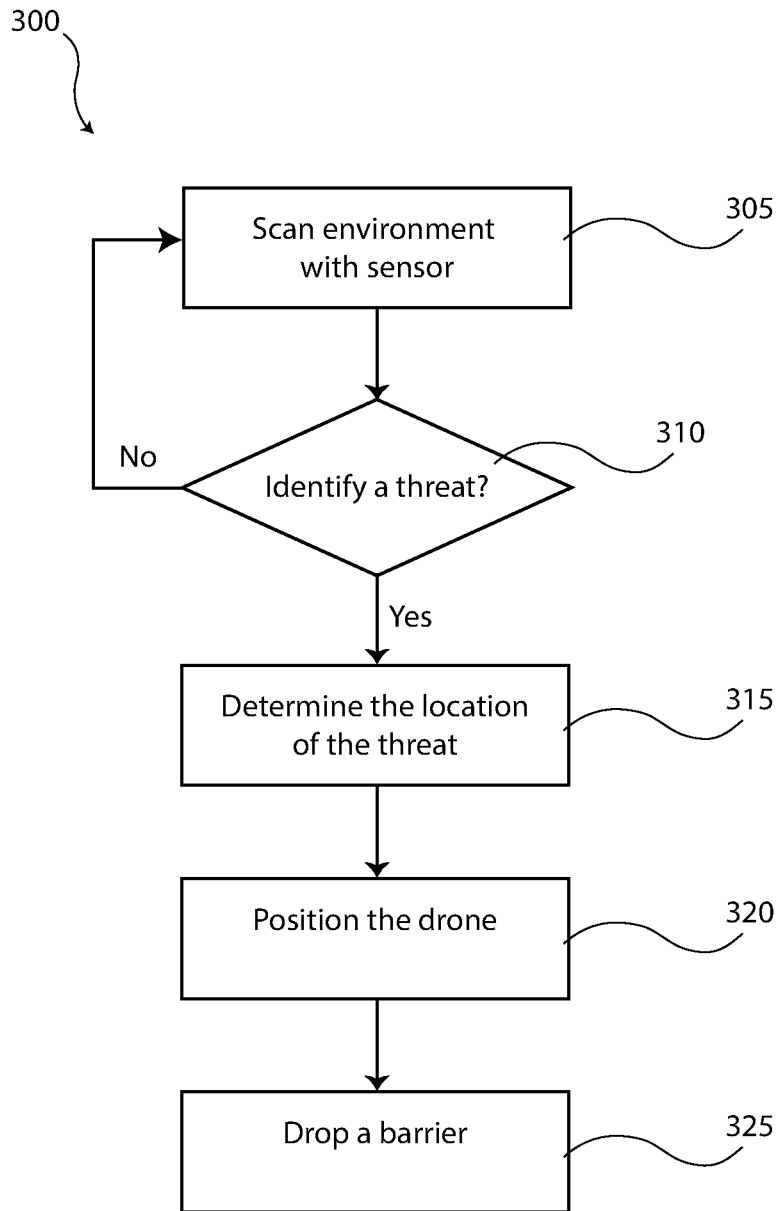 300
Scan environment
with sensor
305
No
Identify a threat?
310
Yes
Determine the location
of the threat
315
Position the drone
320
Drop a barrier
325